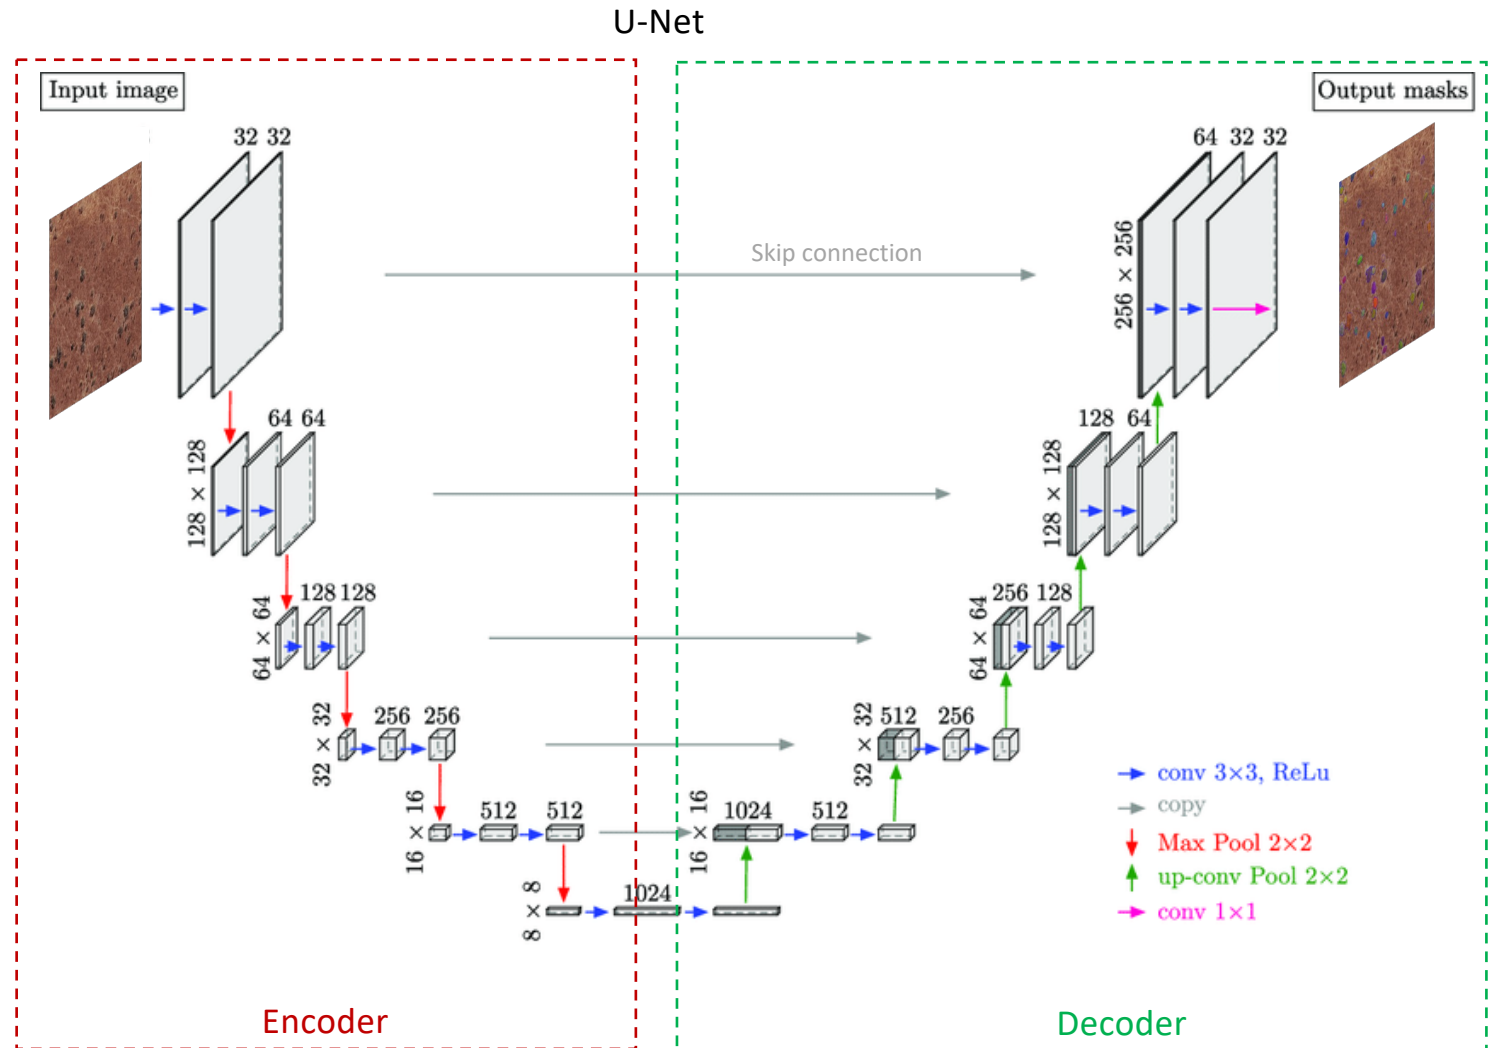 U-Net
Input image
Output masks
32 32
64 32 32
Skip connection
256 × 256
64 64
128 × 128
128 64
128 × 128
128 128
64 × 64
256 128
64 × 64
256 256
32 × 32
512 256
32 × 32
512 512
16 × 16
1024 512
16 × 16
1024
8 × 8
conv 3×3, ReLu
copy
Max Pool 2×2
up-conv Pool 2×2
conv 1×1
Encoder
Decoder